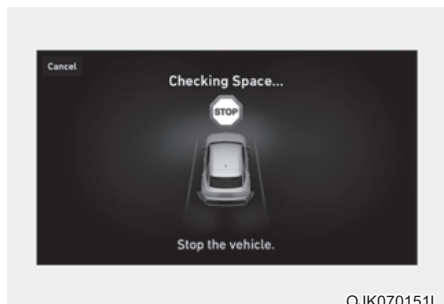 Cancel
Checking Space...
STOP
Stop the vehicle.
OJK070151L